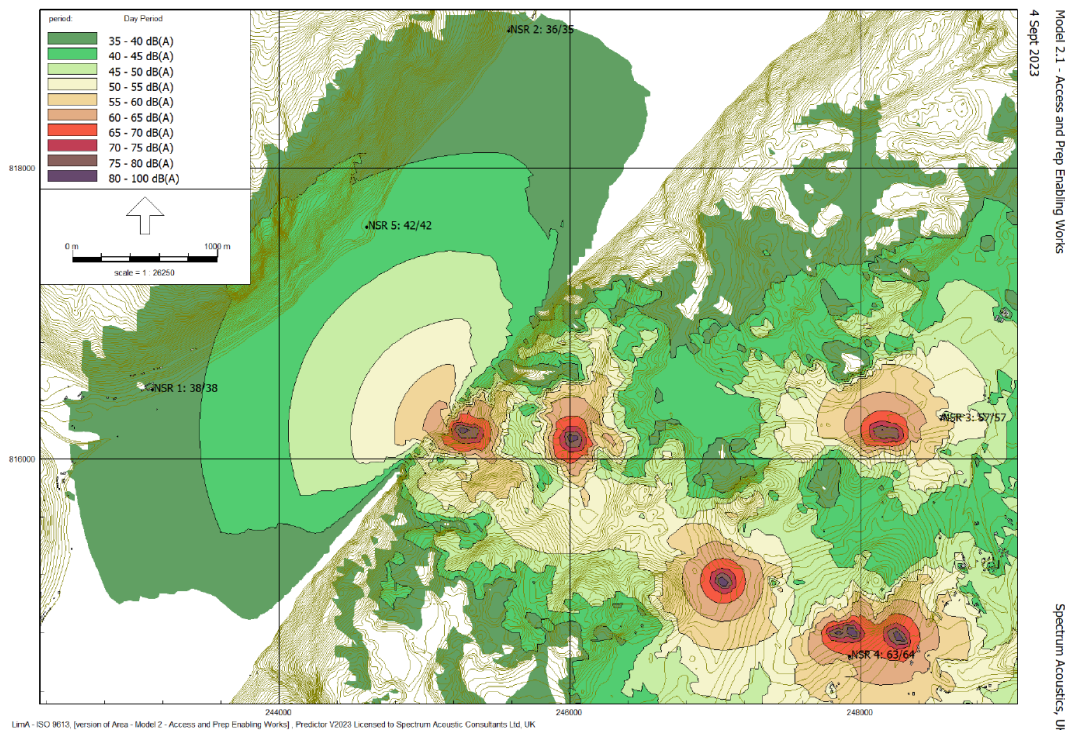 period: Day Period
35 - 40 dB(A)
40 - 45 dB(A)
45 - 50 dB(A)
50 - 55 dB(A)
55 - 60 dB(A)
60 - 65 dB(A)
65 - 70 dB(A)
70 - 75 dB(A)
75 - 80 dB(A)
80 - 100 dB(A)
0 m 1000 m
scale = 1 : 26250
NSR 2: 36/35
818000
NSR 5: 42/42
NSR 1: 38/38
NSR 3: 57/57
816000
NSR 4: 63/64
244000 246000 248000
LimA - ISO 9613, [version of Area - Model 2 - Access and Prep Enabling Works] , Predictor V2023 Licensed to Spectrum Acoustic Consultants Ltd, UK
Model 2.1 - Access and Prep Enabling Works
4 Sept 2023
Spectrum Acoustics,